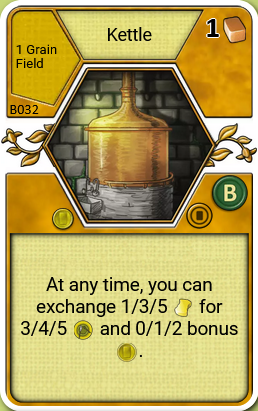 Kettle
1
1 Grain
Field
B032
B
At any time, you can
exchange 1/3/5 for
3/4/5 and 0/1/2 bonus
.